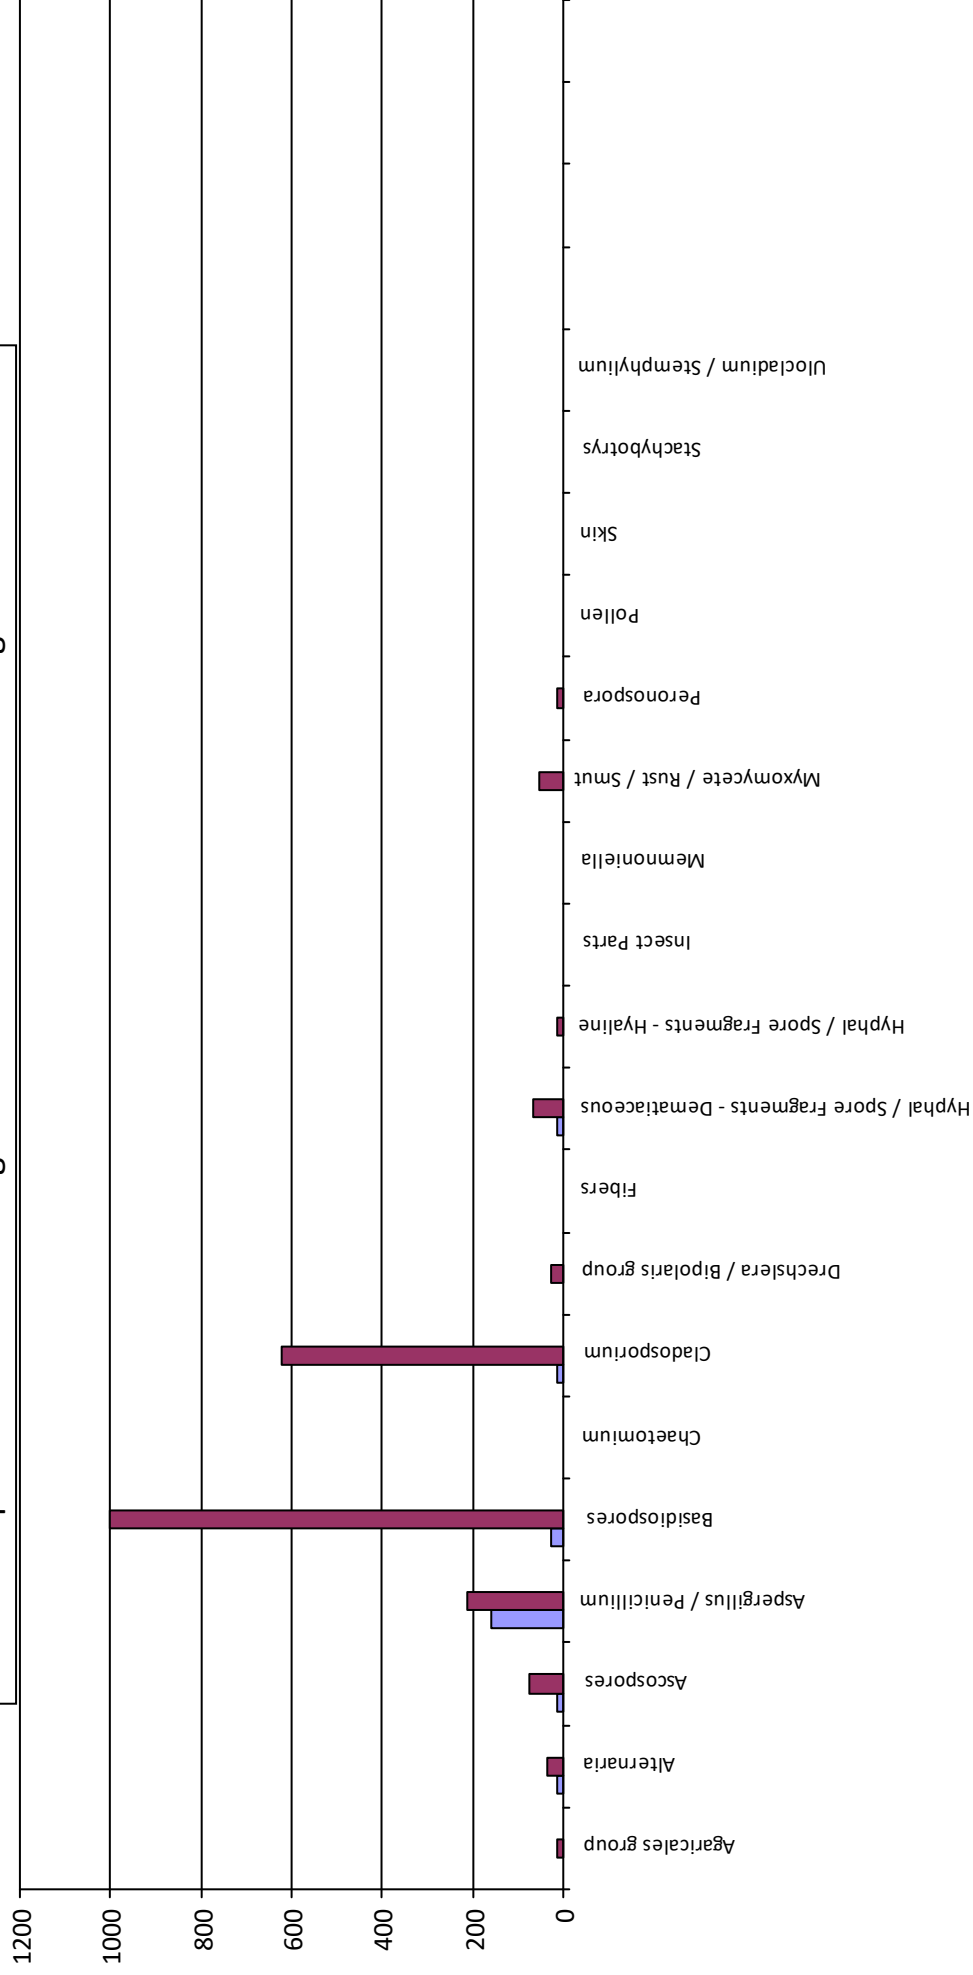 1200
1000
800
600
400
200
0
Agaricales group
Alternaria
Ascospores
Aspergillus / Penicillium
Basidiospores
Chaetomium
Cladosporium
Drechslera / Bipolaris group
Fibers
Hyphal / Spore Fragments - Dematiaceous
Hyphal / Spore Fragments - Hyaline
Insect Parts
Memnoniella
Myxomycete / Rust / Smut
Peronospora
Pollen
Skin
Stachybotrys
Ulocladium / Stemphylium